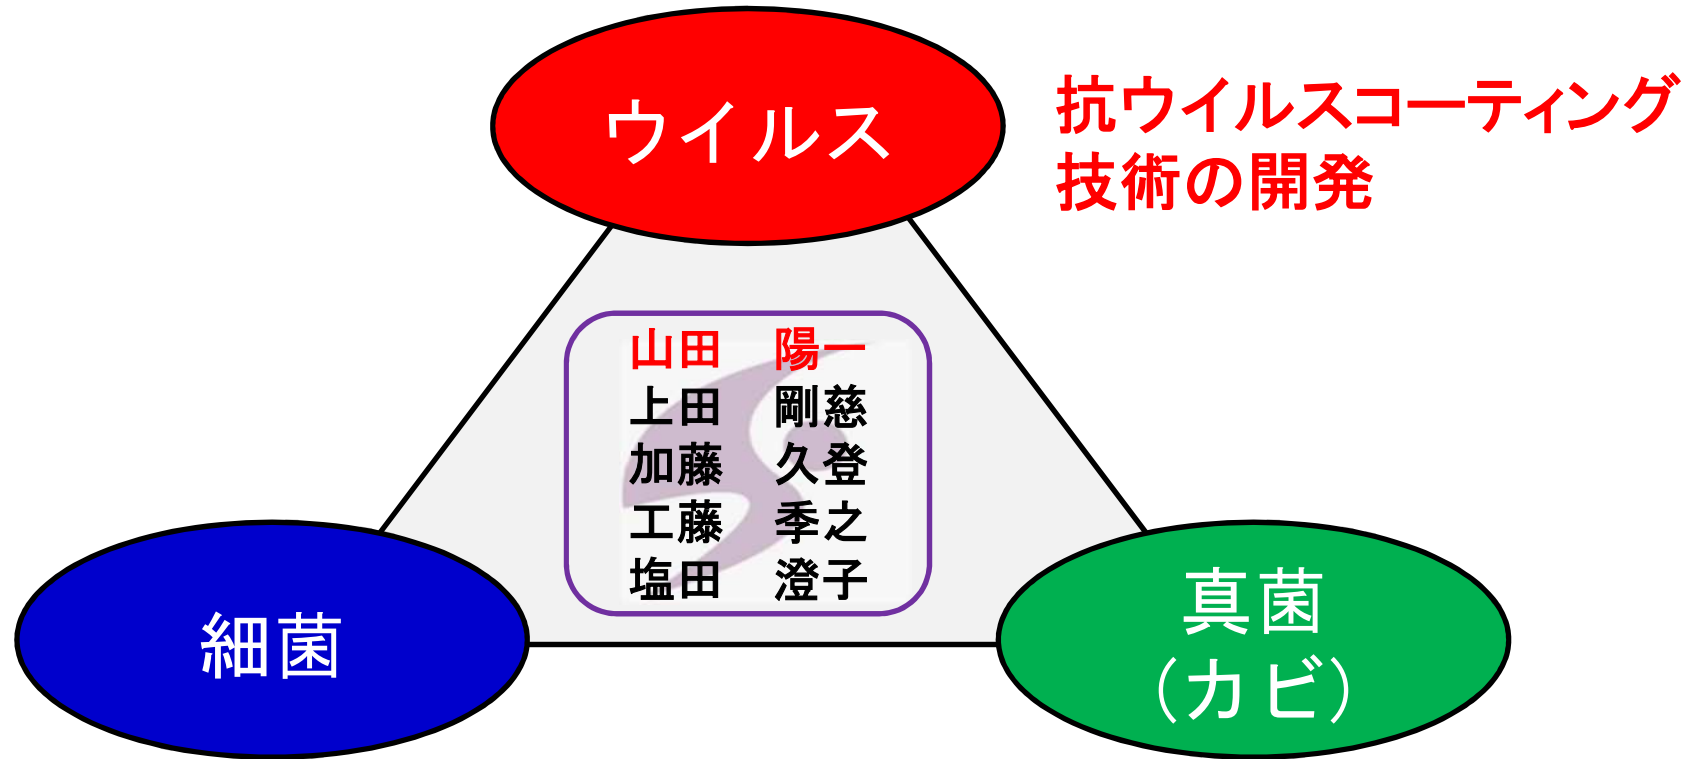 ウイルス
抗ウイルスコーティング
技術の開発
山田 陽一
上田 剛慈
加藤 久登
工藤 季之
塩田 澄子
細菌
真菌
（カビ）